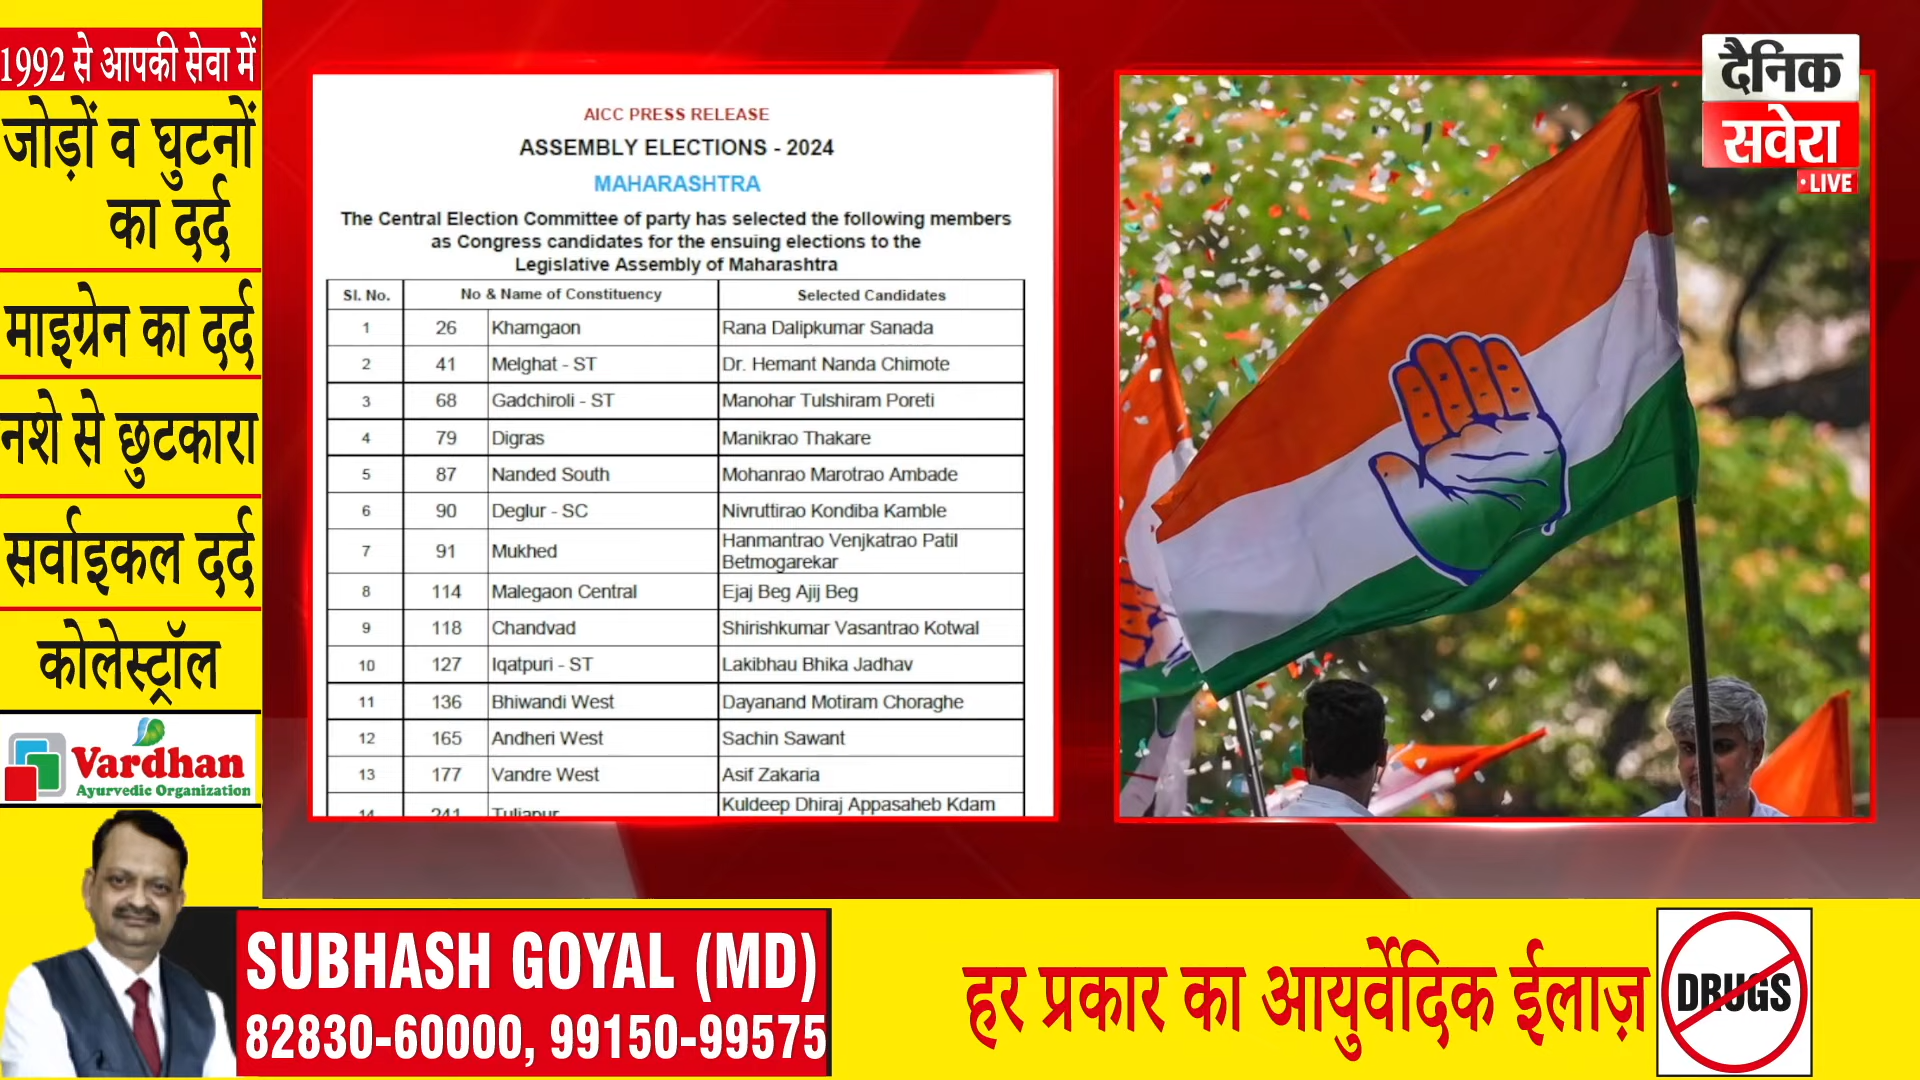 1992 से आपकी सेवा में
जोड़ों व घुटनों
का दर्द
माइग्रेन का दर्द
नशे से छुटकारा
सर्वाइकल दर्द
कोलेस्ट्रॉल
Vardhan
Ayurvedic Organization
AICC PRESS RELEASE
ASSEMBLY ELECTIONS - 2024
MAHARASHTRA
The Central Election Committee of party has selected the following members
as Congress candidates for the ensuing elections to the
Legislative Assembly of Maharashtra
Sl. No. No & Name of Constituency Selected Candidates
1 26 Khamgaon Rana Dalipkumar Sanada
2 41 Melghat - ST Dr. Hemant Nanda Chimote
3 68 Gadchiroli - ST Manohar Tulshiram Poreti
4 79 Digras Manikrao Thakare
5 87 Nanded South Mohanrao Marotrao Ambade
6 90 Deglur - SC Nivruttirao Kondiba Kamble
7 91 Mukhed Hanmantrao Venjkatrao Patil
Betmogarekar
8 114 Malegaon Central Ejaj Beg Ajij Beg
9 118 Chandvad Shirishkumar Vasantrao Kotwal
10 127 Iqatpuri - ST Lakibhau Bhika Jadhav
11 136 Bhiwandi West Dayanand Motiram Choraghe
12 165 Andheri West Sachin Sawant
13 177 Vandre West Asif Zakaria
14 241 Tuljapur Kuldeep Dhiraj Appasaheb Kdam
दैनिक
सवेरा
LIVE
SUBHASH GOYAL (MD)
82830-60000, 99150-99575
हर प्रकार का आयुर्वेदिक ईलाज़
DRUGS